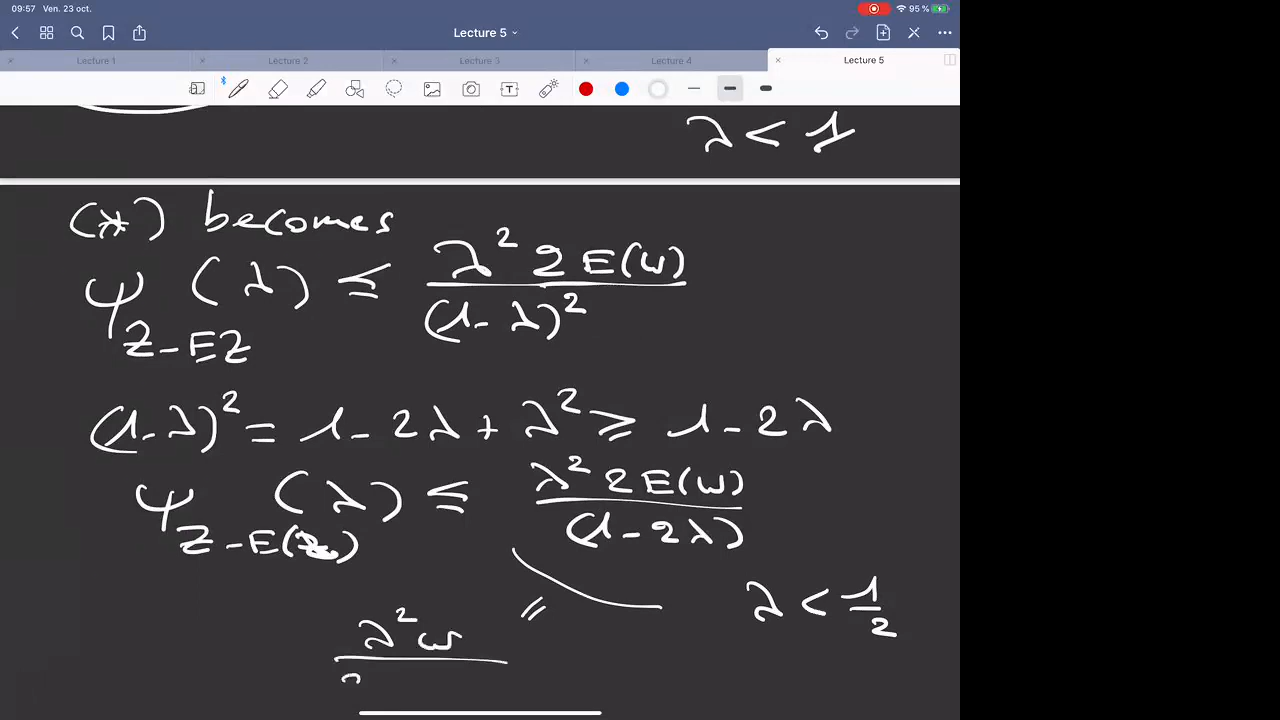 09:57 Ven. 23 oct. 95 %
Lecture 5
Lecture 1 Lecture 2 Lecture 3 Lecture 4 Lecture 5
λ < 1
(*) becomes
ψ_{Z-EZ} (λ) ≤ λ² 2 E(W) / (1-λ)²
(1-λ)² = 1 - 2λ + λ² ≥ 1 - 2λ
ψ_{Z-E(Z)} (λ) ≤ λ² 2 E(W) / (1-2λ)
λ < 1/2
=
λ² ω